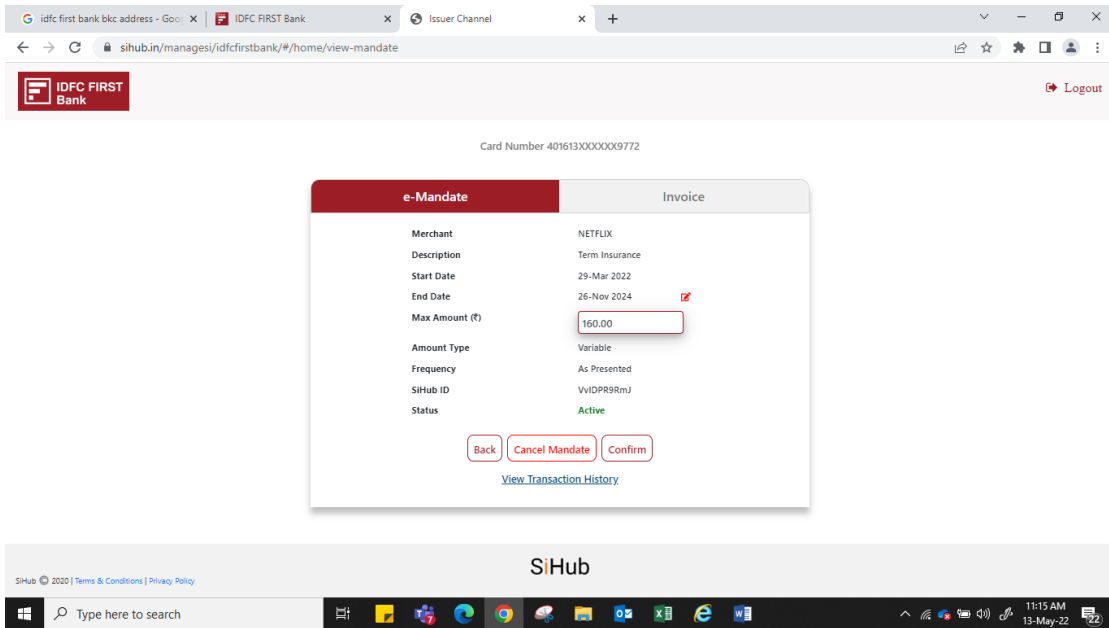 idfc first bank bkc address - Goo
IDFC FIRST Bank
Issuer Channel
sihub.in/managesi/idfcfirstbank/#/home/view-mandate
IDFC FIRST
Bank
Logout
Card Number 401613XXXXXX9772
e-Mandate Invoice
Merchant NETFLIX
Description Term Insurance
Start Date 29-Mar 2022
End Date 26-Nov 2024
Max Amount (₹) 160.00
Amount Type Variable
Frequency As Presented
SiHub ID VvIDPR9RmJ
Status Active
Back Cancel Mandate Confirm
View Transaction History
SiHub
SiHub © 2020 | Terms & Conditions | Privacy Policy
Type here to search
11:15 AM
13-May-22
22